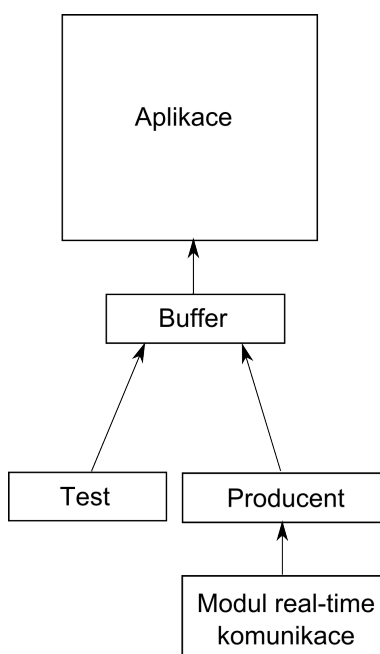 Aplikace
Buffer
Test
Producent
Modul real-time
komunikace